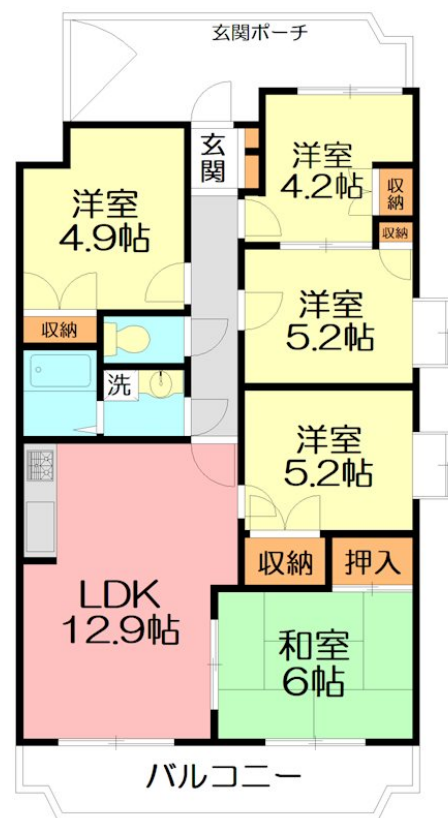 玄関ポーチ
玄
関
洋室
4.2帖
収
納
洋室
4.9帖
収納
洋室
5.2帖
収納
洗
洋室
5.2帖
収納
押入
LDK
12.9帖
和室
6帖
バルコニー